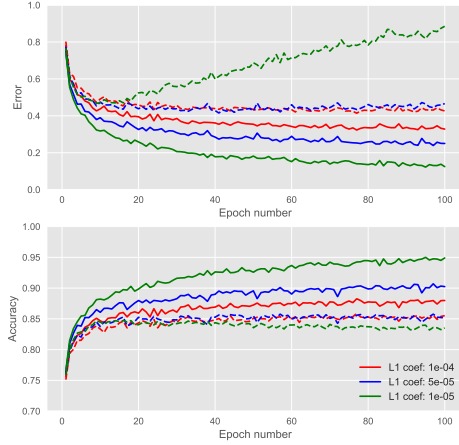 1.0
0.8
0.6
0.4
0.2
0.0
Error
0 20 40 60 80 100
Epoch number
1.00
0.95
0.90
0.85
0.80
0.75
0.70
Accuracy
L1 coef: 1e-04
L1 coef: 5e-05
L1 coef: 1e-05
0 20 40 60 80 100
Epoch number